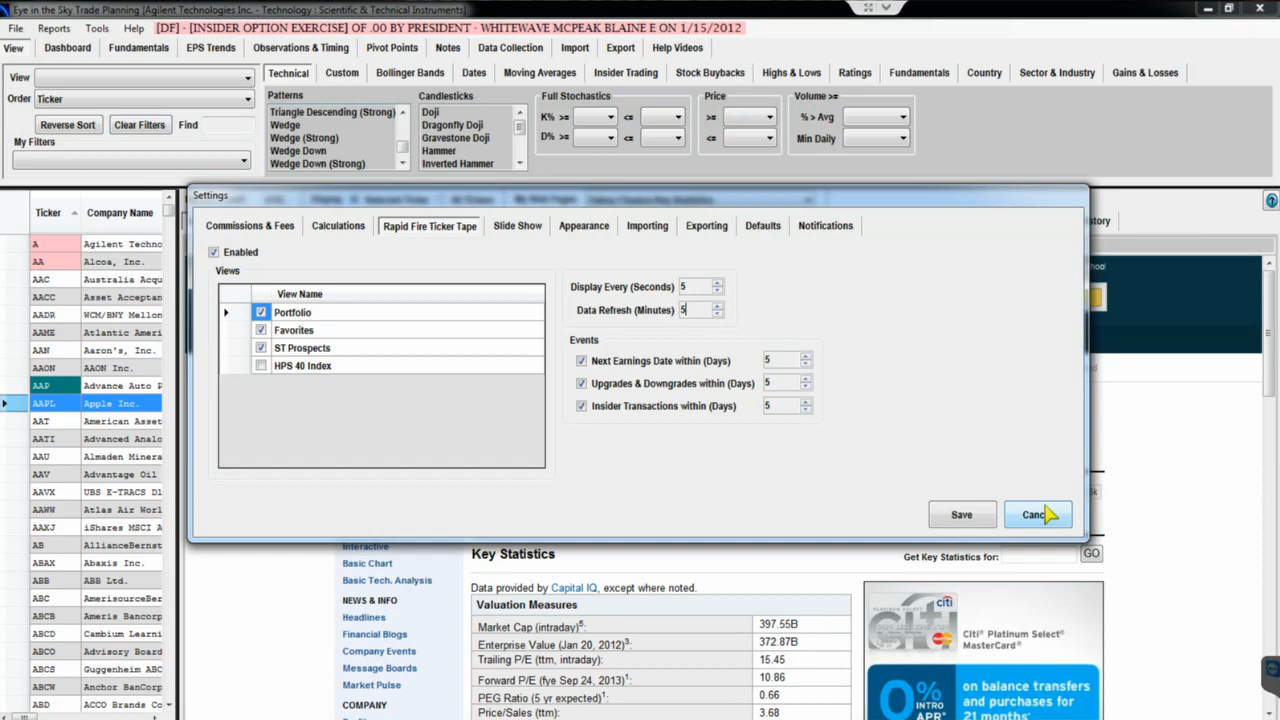 Eye in the Sky Trade Planning [Agilent Technologies Inc. - Technology : Scientific & Technical Instruments]
File Reports Tools Help [DF] - [INSIDER OPTION EXERCISE] OF .00 BY PRESIDENT - WHITEWAVE MCPEAK BLAINE E ON 1/15/2012
View Dashboard Fundamentals EPS Trends Observations & Timing Pivot Points Notes Data Collection Import Export Help Videos
View
Technical Custom Bollinger Bands Dates Moving Averages Insider Trading Stock Buybacks Highs & Lows Ratings Fundamentals Country Sector & Industry Gains & Losses
Order Ticker
Reverse Sort Clear Filters Find
My Filters
Patterns
Triangle Descending (Strong)
Wedge
Wedge (Strong)
Wedge Down
Wedge Down (Strong)
Candlesticks
Doji
Dragonfly Doji
Gravestone Doji
Hammer
Inverted Hammer
Full Stochastics
K% >= <=
D% >= <=
Price
>=
<=
Volume >=
% > Avg
Min Daily
Ticker Company Name
A Agilent Techno
AA Alcoa, Inc.
AAC Australia Acqu
AACC Asset Acceptan
AADR WCM/BNY Mellon
AAME Atlantic Ameri
AAN Aaron's, Inc.
AAON AAON Inc.
AAP Advance Auto P
AAPL Apple Inc.
AAT American Asset
AATI Advanced Analo
AAU Almaden Minera
AAV Advantage Oil
AAVX UBS E-TRACS D1
AAWW Atlas Air Worl
AAXJ iShares MSCI A
AB AllianceBernst
ABAX Abaxis Inc.
ABB ABB Ltd.
ABC AmerisourceBer
ABCB Ameris Bancorp
ABCD Cambium Learni
ABCO Advisory Board
ABCS Guggenheim ABC
ABCW Anchor BanCorp
ABD ACCO Brands Co
Settings
Commissions & Fees Calculations Rapid Fire Ticker Tape Slide Show Appearance Importing Exporting Defaults Notifications
Enabled
Views
View Name
Portfolio
Favorites
ST Prospects
HPS 40 Index
Display Every (Seconds) 5
Data Refresh (Minutes) 5
Events
Next Earnings Date within (Days) 5
Upgrades & Downgrades within (Days) 5
Insider Transactions within (Days) 5
Save Canc
Interactive
Basic Chart
Basic Tech. Analysis
NEWS & INFO
Headlines
Financial Blogs
Company Events
Message Boards
Market Pulse
COMPANY
Key Statistics
Get Key Statistics for: GO
Data provided by Capital IQ, except where noted.
Valuation Measures
Market Cap (intraday)5: 397.55B
Enterprise Value (Jan 20, 2012)3: 372.87B
Trailing P/E (ttm, intraday): 15.45
Forward P/E (fye Sep 24, 2013)1: 10.86
PEG Ratio (5 yr expected)1: 0.66
Price/Sales (ttm): 3.68
citi
Citi® Platinum Select®
MasterCard®
0% INTRO APR*
on balance transfers
and purchases for
21 months*